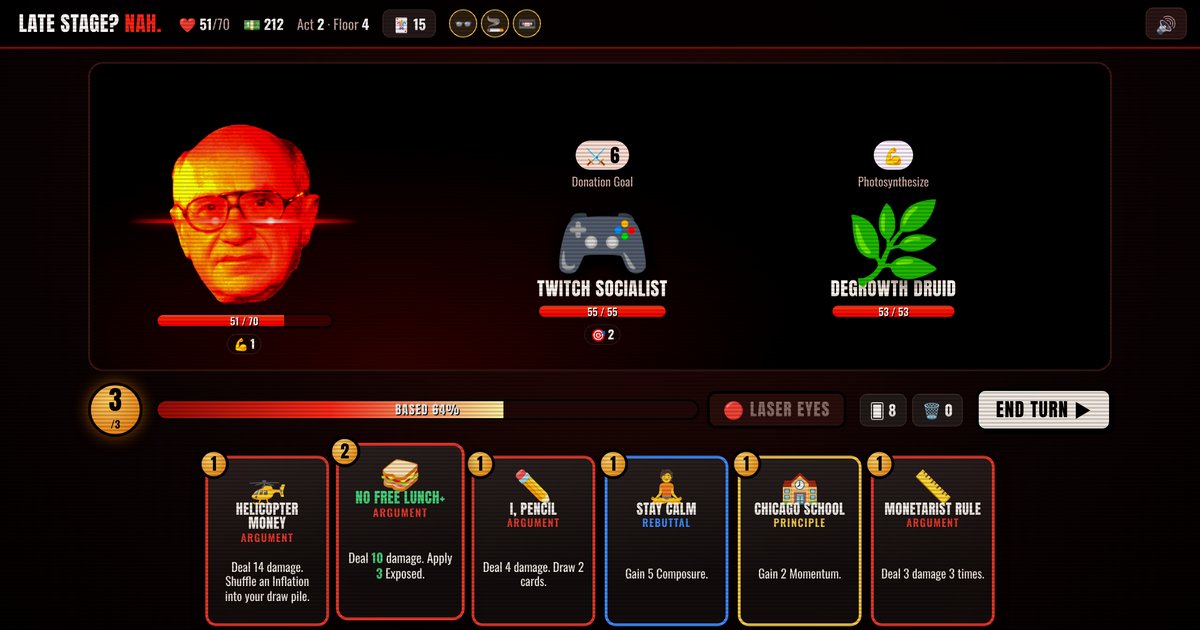 LATE STAGE? NAH. 51/70 212 Act 2 · Floor 4 15
6
Donation Goal
Photosynthesize
TWITCH SOCIALIST
DEGROWTH DRUID
51 / 70
55 / 55
53 / 53
1
2
3
/3
BASED 64%
LASER EYES
8
0
END TURN
1
HELICOPTER
MONEY
ARGUMENT
Deal 14 damage.
Shuffle an Inflation
into your draw pile.
2
NO FREE LUNCH+
ARGUMENT
Deal 10 damage. Apply
3 Exposed.
1
I, PENCIL
ARGUMENT
Deal 4 damage. Draw 2
cards.
1
STAY CALM
REBUTTAL
Gain 5 Composure.
1
CHICAGO SCHOOL
PRINCIPLE
Gain 2 Momentum.
1
MONETARIST RULE
ARGUMENT
Deal 3 damage 3 times.